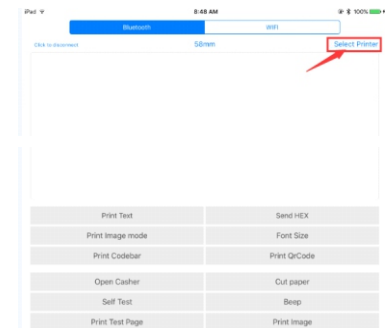 iPad 8:48 AM 100%
Bluetooth WIFI
Click to disconnect 58mm Select Printer
Print Text Send HEX
Print Image mode Font Size
Print Codebar Print QrCode
Open Casher Cut paper
Self Test Beep
Print Test Page Print Image